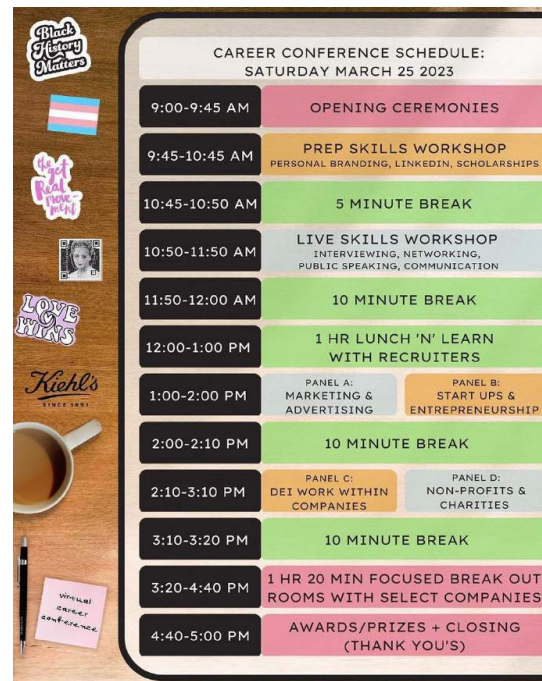 Black
History
Matters
the get
Real
move-
ment
LOVE
WINS
Kiehl's
SINCE 1851
virtual
career
conference
CAREER CONFERENCE SCHEDULE:
SATURDAY MARCH 25 2023
9:00-9:45 AM
OPENING CEREMONIES
9:45-10:45 AM
PREP SKILLS WORKSHOP
PERSONAL BRANDING, LINKEDIN, SCHOLARSHIPS
10:45-10:50 AM
5 MINUTE BREAK
10:50-11:50 AM
LIVE SKILLS WORKSHOP
INTERVIEWING, NETWORKING,
PUBLIC SPEAKING, COMMUNICATION
11:50-12:00 AM
10 MINUTE BREAK
12:00-1:00 PM
1 HR LUNCH 'N' LEARN
WITH RECRUITERS
1:00-2:00 PM
PANEL A:
MARKETING &
ADVERTISING
PANEL B:
START UPS &
ENTREPRENEURSHIP
2:00-2:10 PM
10 MINUTE BREAK
2:10-3:10 PM
PANEL C:
DEI WORK WITHIN
COMPANIES
PANEL D:
NON-PROFITS &
CHARITIES
3:10-3:20 PM
10 MINUTE BREAK
3:20-4:40 PM
1 HR 20 MIN FOCUSED BREAK OUT
ROOMS WITH SELECT COMPANIES
4:40-5:00 PM
AWARDS/PRIZES + CLOSING
(THANK YOU'S)